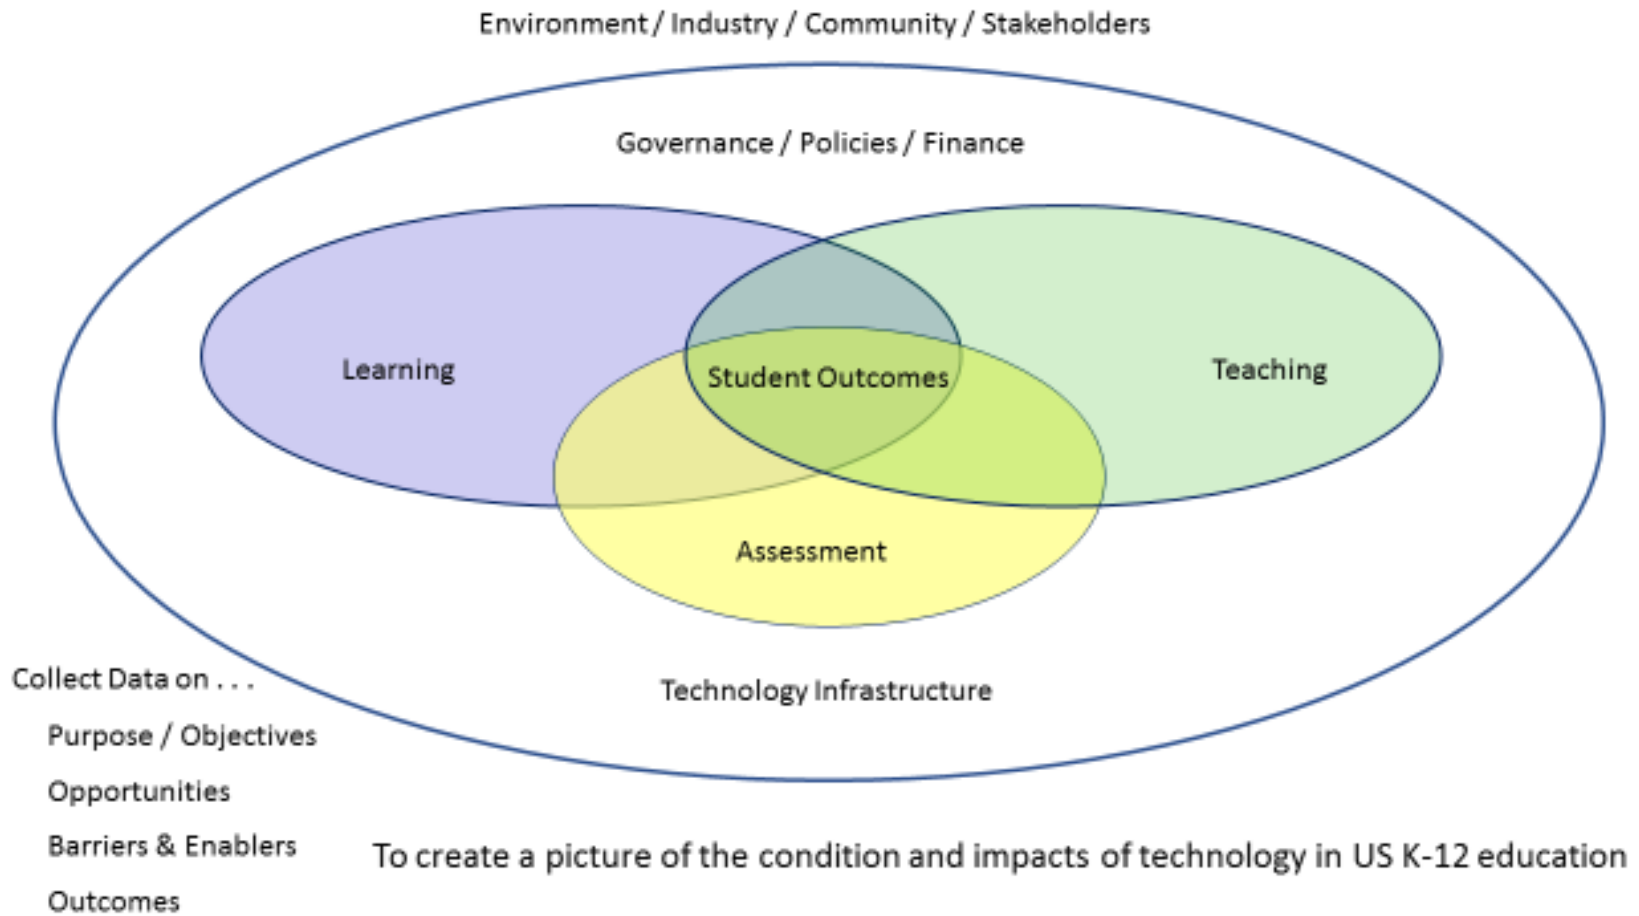 Environment / Industry / Community / Stakeholders
Governance / Policies / Finance
Learning
Student Outcomes
Teaching
Assessment
Technology Infrastructure
Collect Data on . . .
Purpose / Objectives
Opportunities
Barriers & Enablers
Outcomes
To create a picture of the condition and impacts of technology in US K-12 education